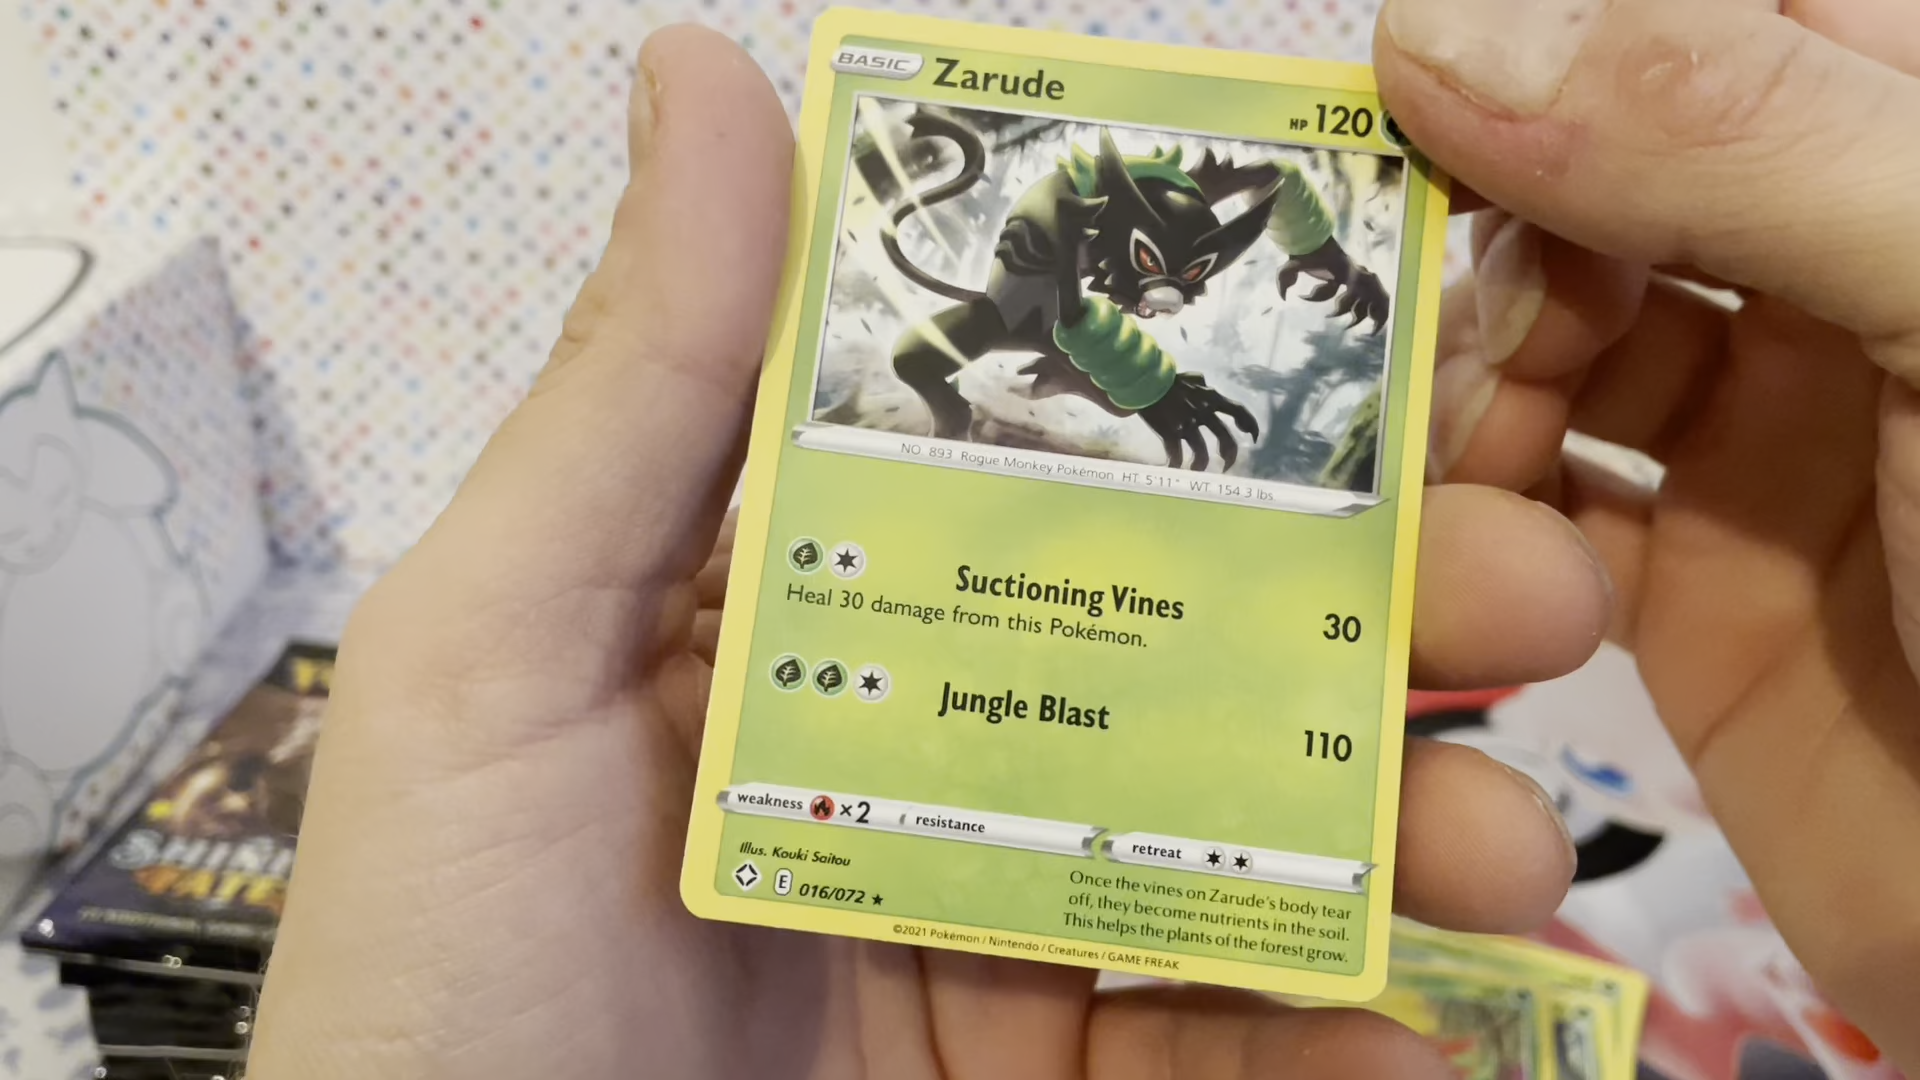 BASIC Zarude HP 120
NO 893 Rogue Monkey Pokémon HT 5'11" WT 154.3 lbs
Suctioning Vines 30
Heal 30 damage from this Pokémon.
Jungle Blast 110
weakness ×2 resistance retreat
Illus. Kouki Saitou
E 016/072 ★
Once the vines on Zarude's body tear
off, they become nutrients in the soil.
This helps the plants of the forest grow.
©2021 Pokémon / Nintendo / Creatures / GAME FREAK